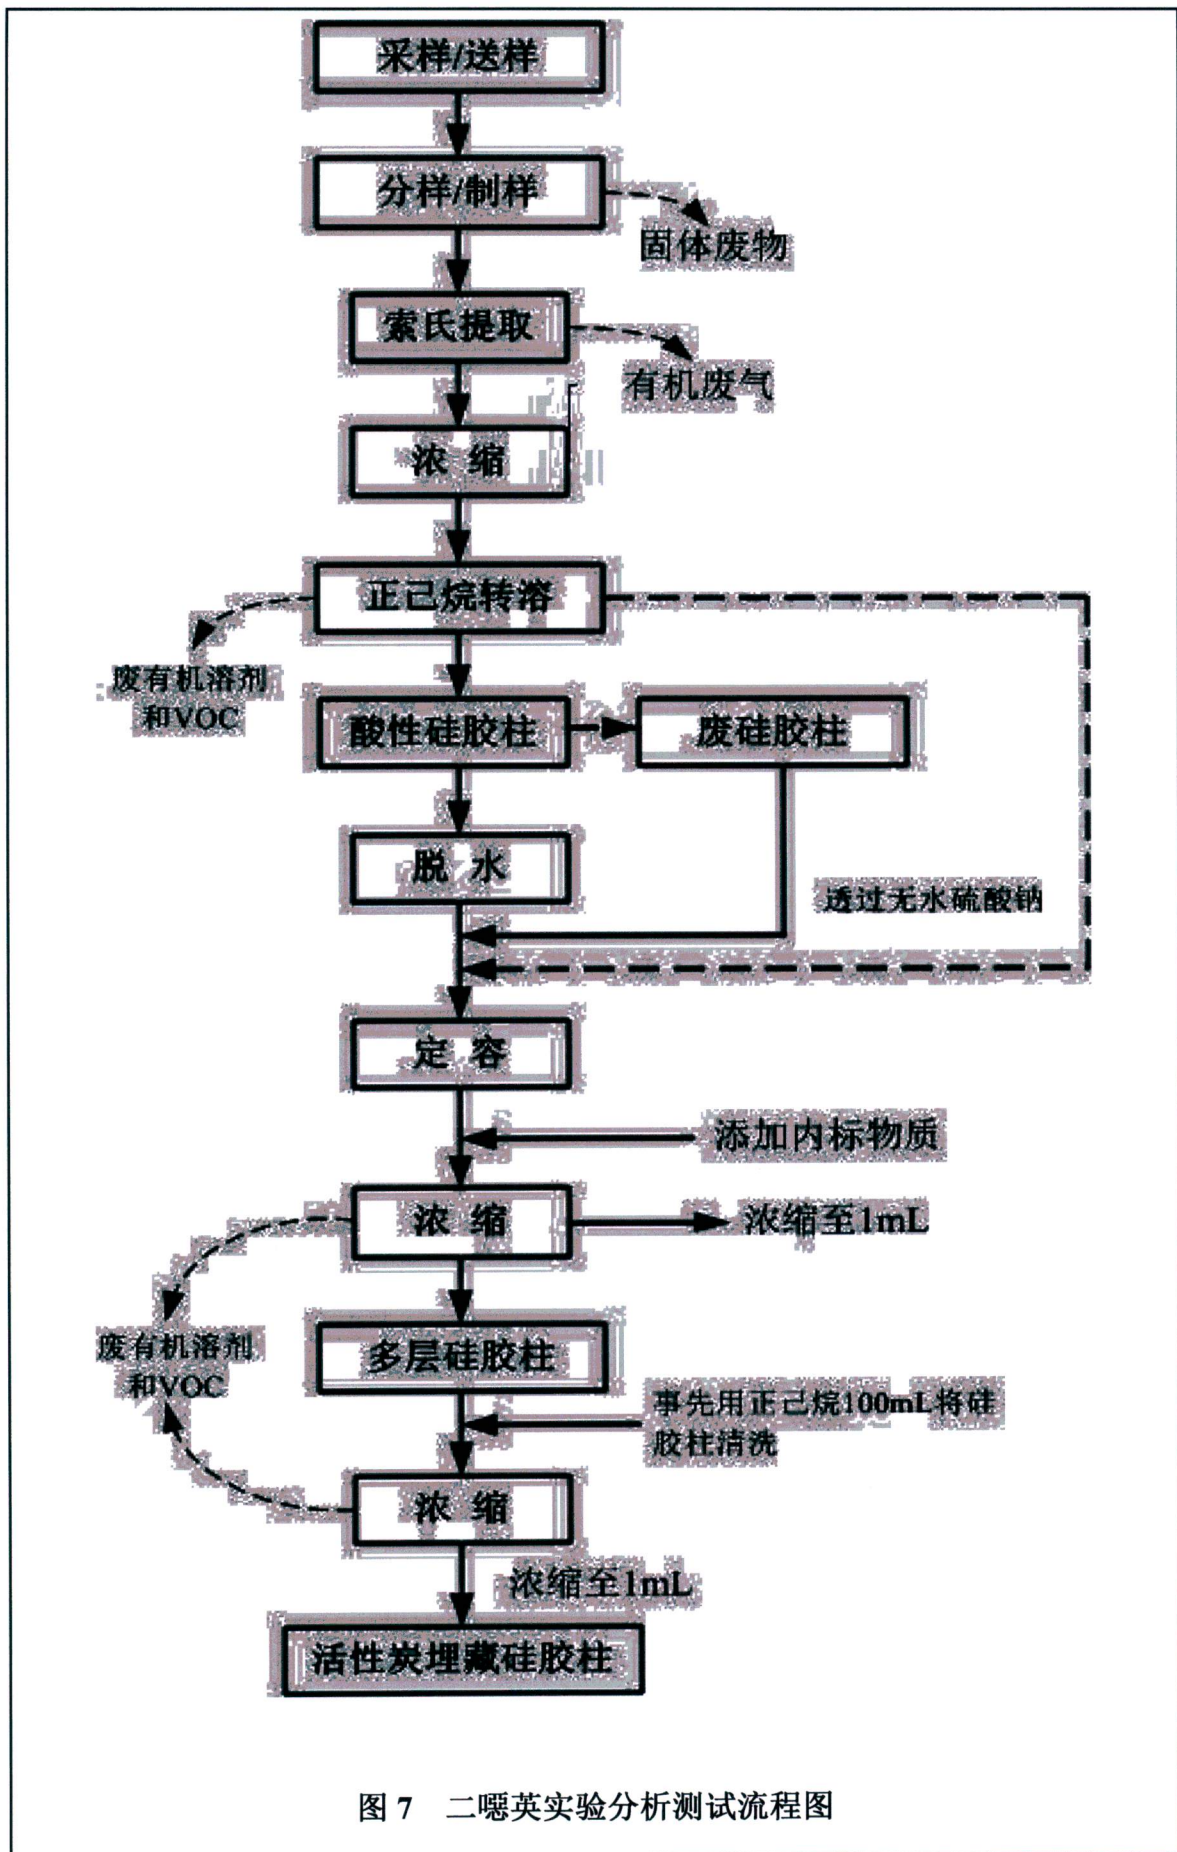 采样/送样
分样/制样
固体废物
索氏提取
有机废气
浓 缩
正己烷转溶
废有机溶剂
和VOC
酸性硅胶柱
废硅胶柱
脱 水
透过无水硫酸钠
定 容
添加内标物质
浓 缩
浓缩至1mL
多层硅胶柱
废有机溶剂
和VOC
事先用正己烷100mL将硅
胶柱清洗
浓 缩
浓缩至1mL
活性炭埋藏硅胶柱
图 7 二噁英实验分析测试流程图